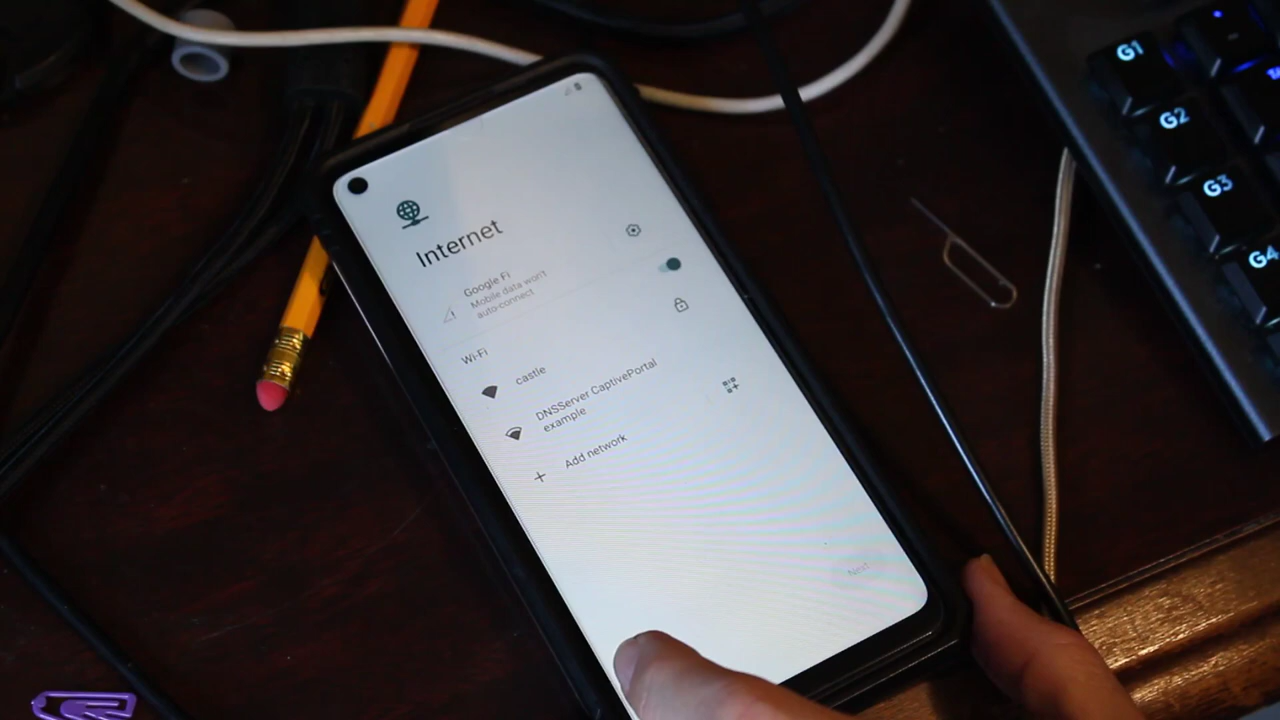 Internet
Google Fi
Mobile data won't
auto-connect
Wi-Fi
castle
DNSServer CaptivePortal
example
Add network
Next
G1
G2
G3
G4